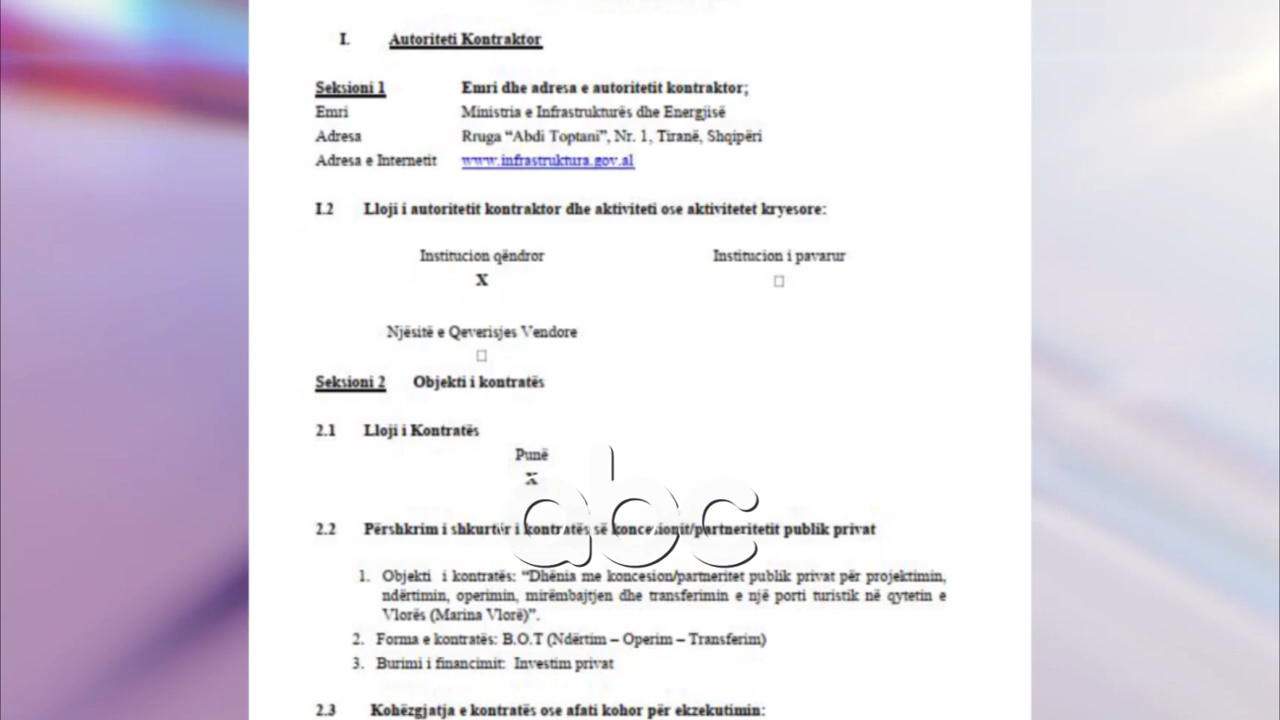 I. Autoriteti Kontraktor
Seksioni 1 Emri dhe adresa e autoritetit kontraktor;
Emri Ministria e Infrastrukturës dhe Energjisë
Adresa Rruga “Abdi Toptani”, Nr. 1, Tiranë, Shqipëri
Adresa e Internetit www.infrastruktura.gov.al
I.2 Lloji i autoritetit kontraktor dhe aktiviteti ose aktivitetet kryesore:
Institucion qëndror Institucion i pavarur
X □
Njësitë e Qeverisjes Vendore
□
Seksioni 2 Objekti i kontratës
2.1 Lloji i Kontratës
Punë
X
abc
2.2 Përshkrim i shkurtër i kontratës së koncesionit/partneritetit publik privat
1. Objekti i kontratës: “Dhënia me koncesion/partneritet publik privat për projektimin,
ndërtimin, operimin, mirëmbajtjen dhe transferimin e një porti turistik në qytetin e
Vlorës (Marina Vlorë)”.
2. Forma e kontratës: B.O.T (Ndërtim – Operim – Transferim)
3. Burimi i financimit: Investim privat
2.3 Kohëzgjatja e kontratës ose afati kohor për ekzekutimin: